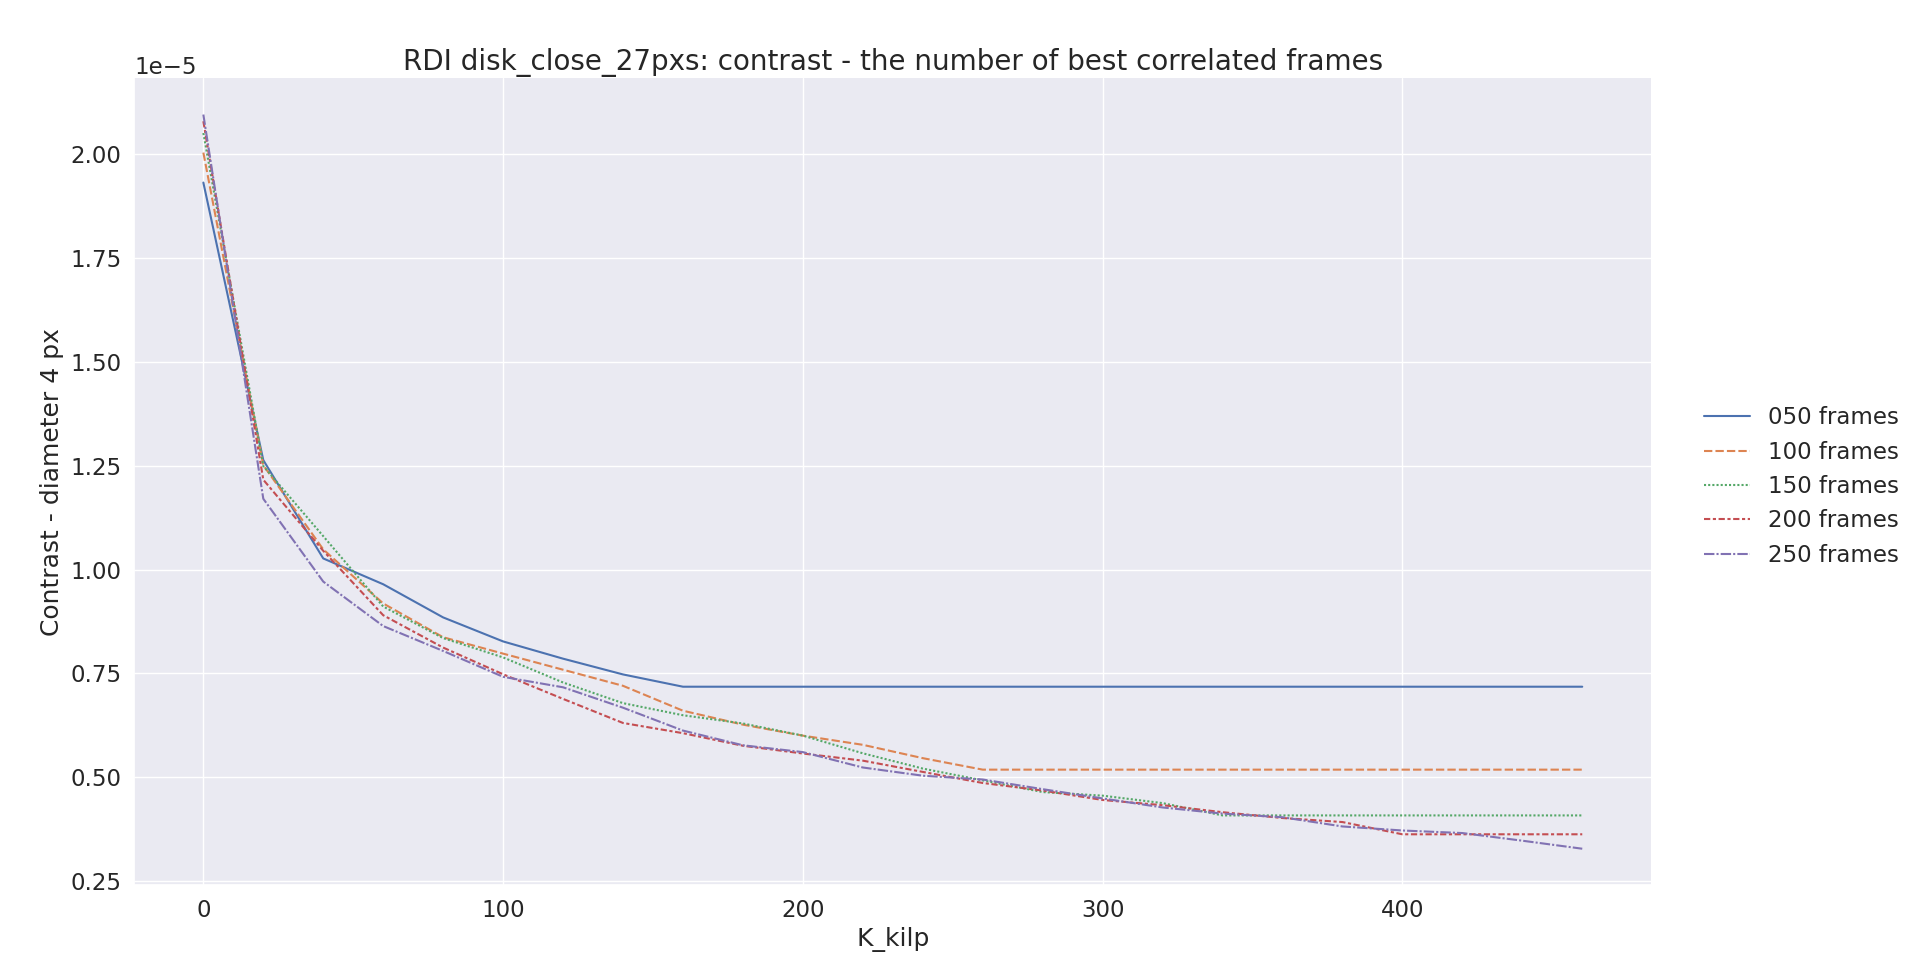 RDI disk_close_27pxs: contrast - the number of best correlated frames
1e−5
2.00
1.75
1.50
1.25
1.00
0.75
0.50
0.25
Contrast - diameter 4 px
0 100 200 300 400
K_kilp
050 frames
100 frames
150 frames
200 frames
250 frames